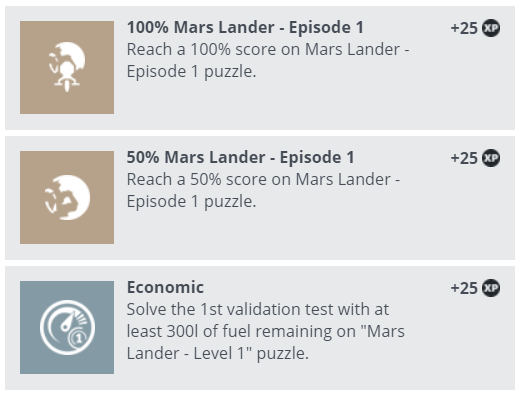 100% Mars Lander - Episode 1
+25 XP
Reach a 100% score on Mars Lander -
Episode 1 puzzle.
50% Mars Lander - Episode 1
+25 XP
Reach a 50% score on Mars Lander -
Episode 1 puzzle.
Economic
+25 XP
Solve the 1st validation test with at
least 300l of fuel remaining on "Mars
Lander - Level 1" puzzle.
1